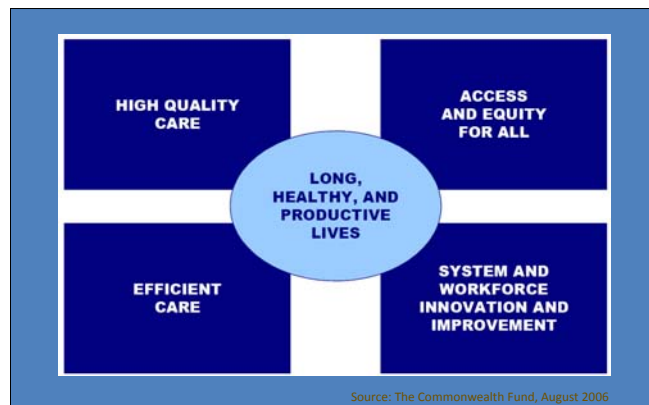 HIGH QUALITY
CARE
ACCESS
AND EQUITY
FOR ALL
LONG,
HEALTHY, AND
PRODUCTIVE
LIVES
EFFICIENT
CARE
SYSTEM AND
WORKFORCE
INNOVATION AND
IMPROVEMENT
Source: The Commonwealth Fund, August 2006